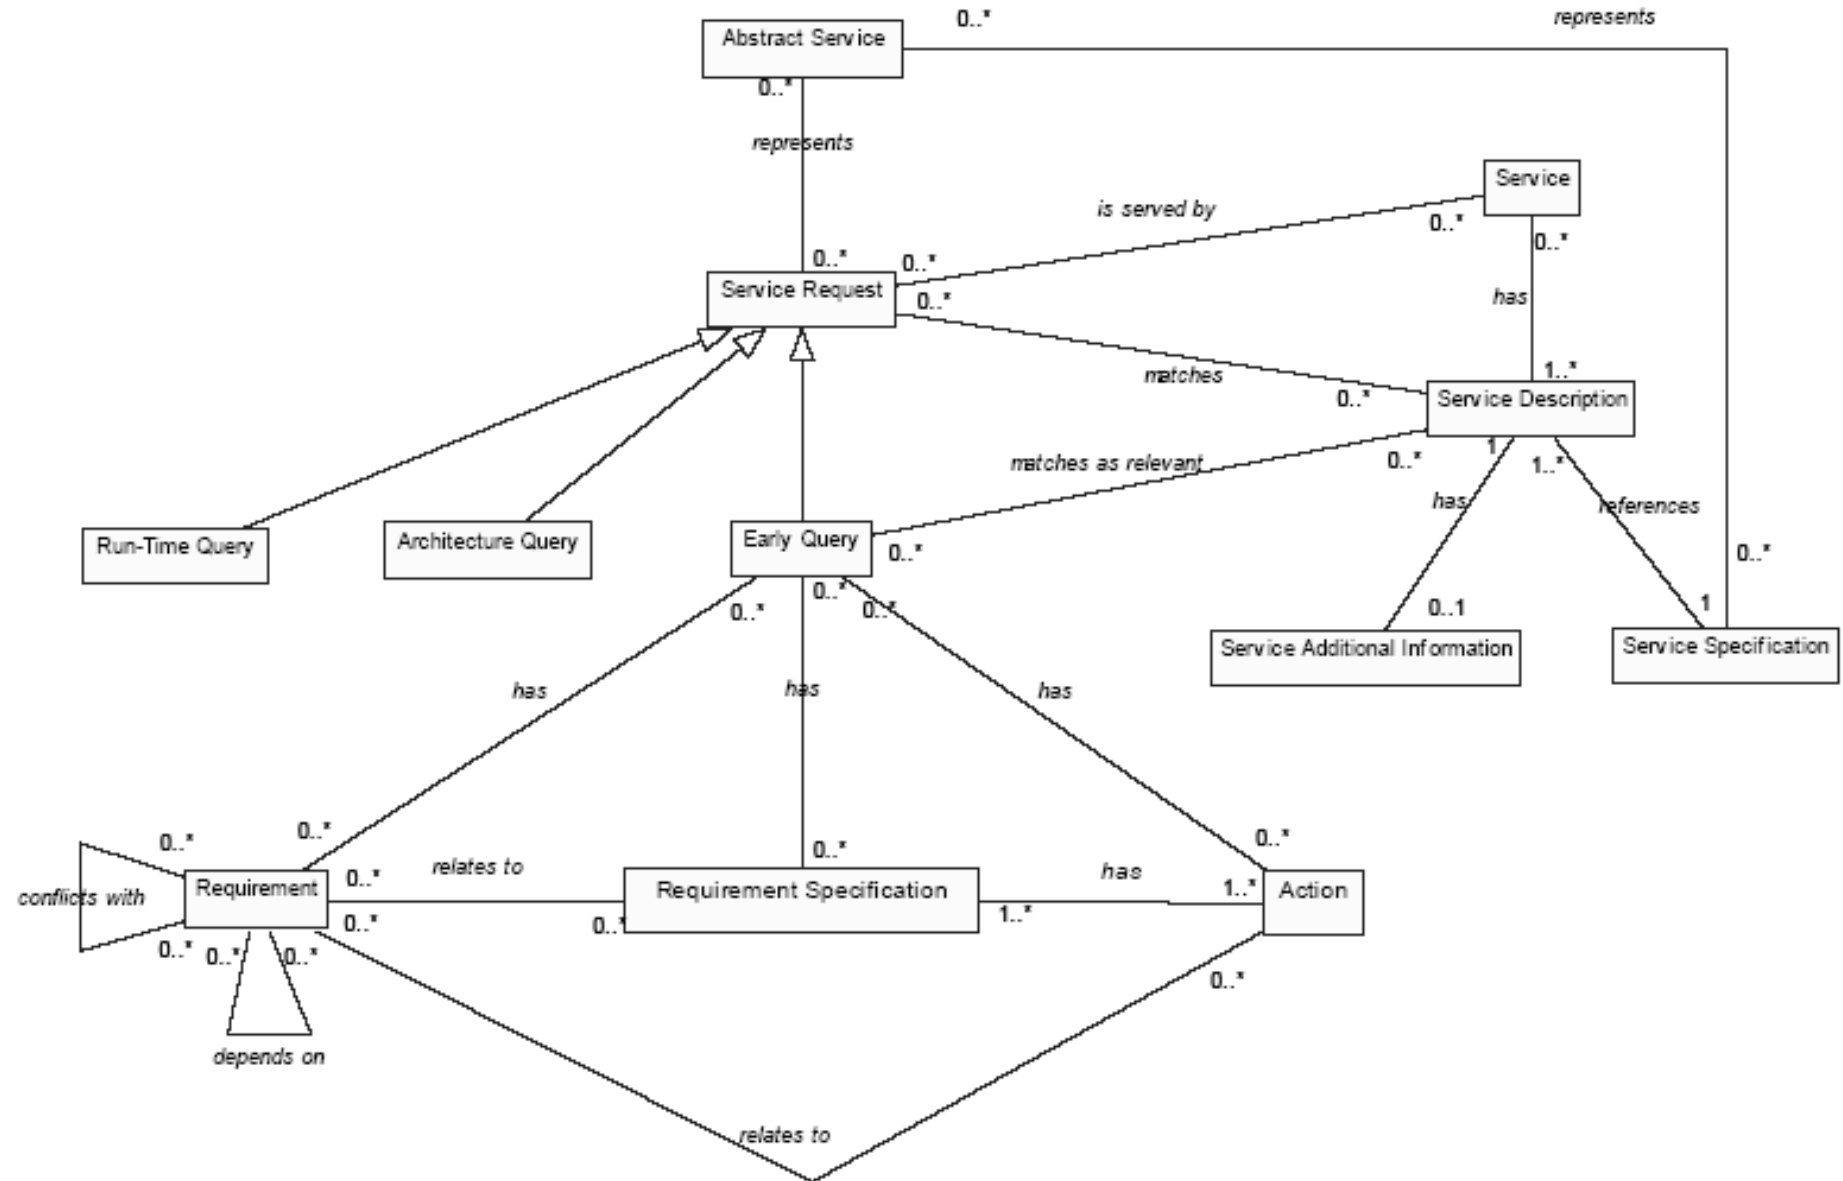 0..*
represents
Abstract Service
0..*
represents
Service
is served by
0..*
0..*
0..*
0..*
Service Request
0..*
has
matches
1..*
0..*
Service Description
1
1..*
matches as relevant
0..*
has
references
Run-Time Query
Architecture Query
Early Query
0..*
0..*
0..*
0..*
0..*
0..1
1
Service Additional Information
Service Specification
has
has
has
0..*
0..*
0..*
0..*
relates to
0..*
has
conflicts with
Requirement
Requirement Specification
1..*
Action
0..*
0..*
1..*
0..*
0..*
0..*
0..*
depends on
relates to